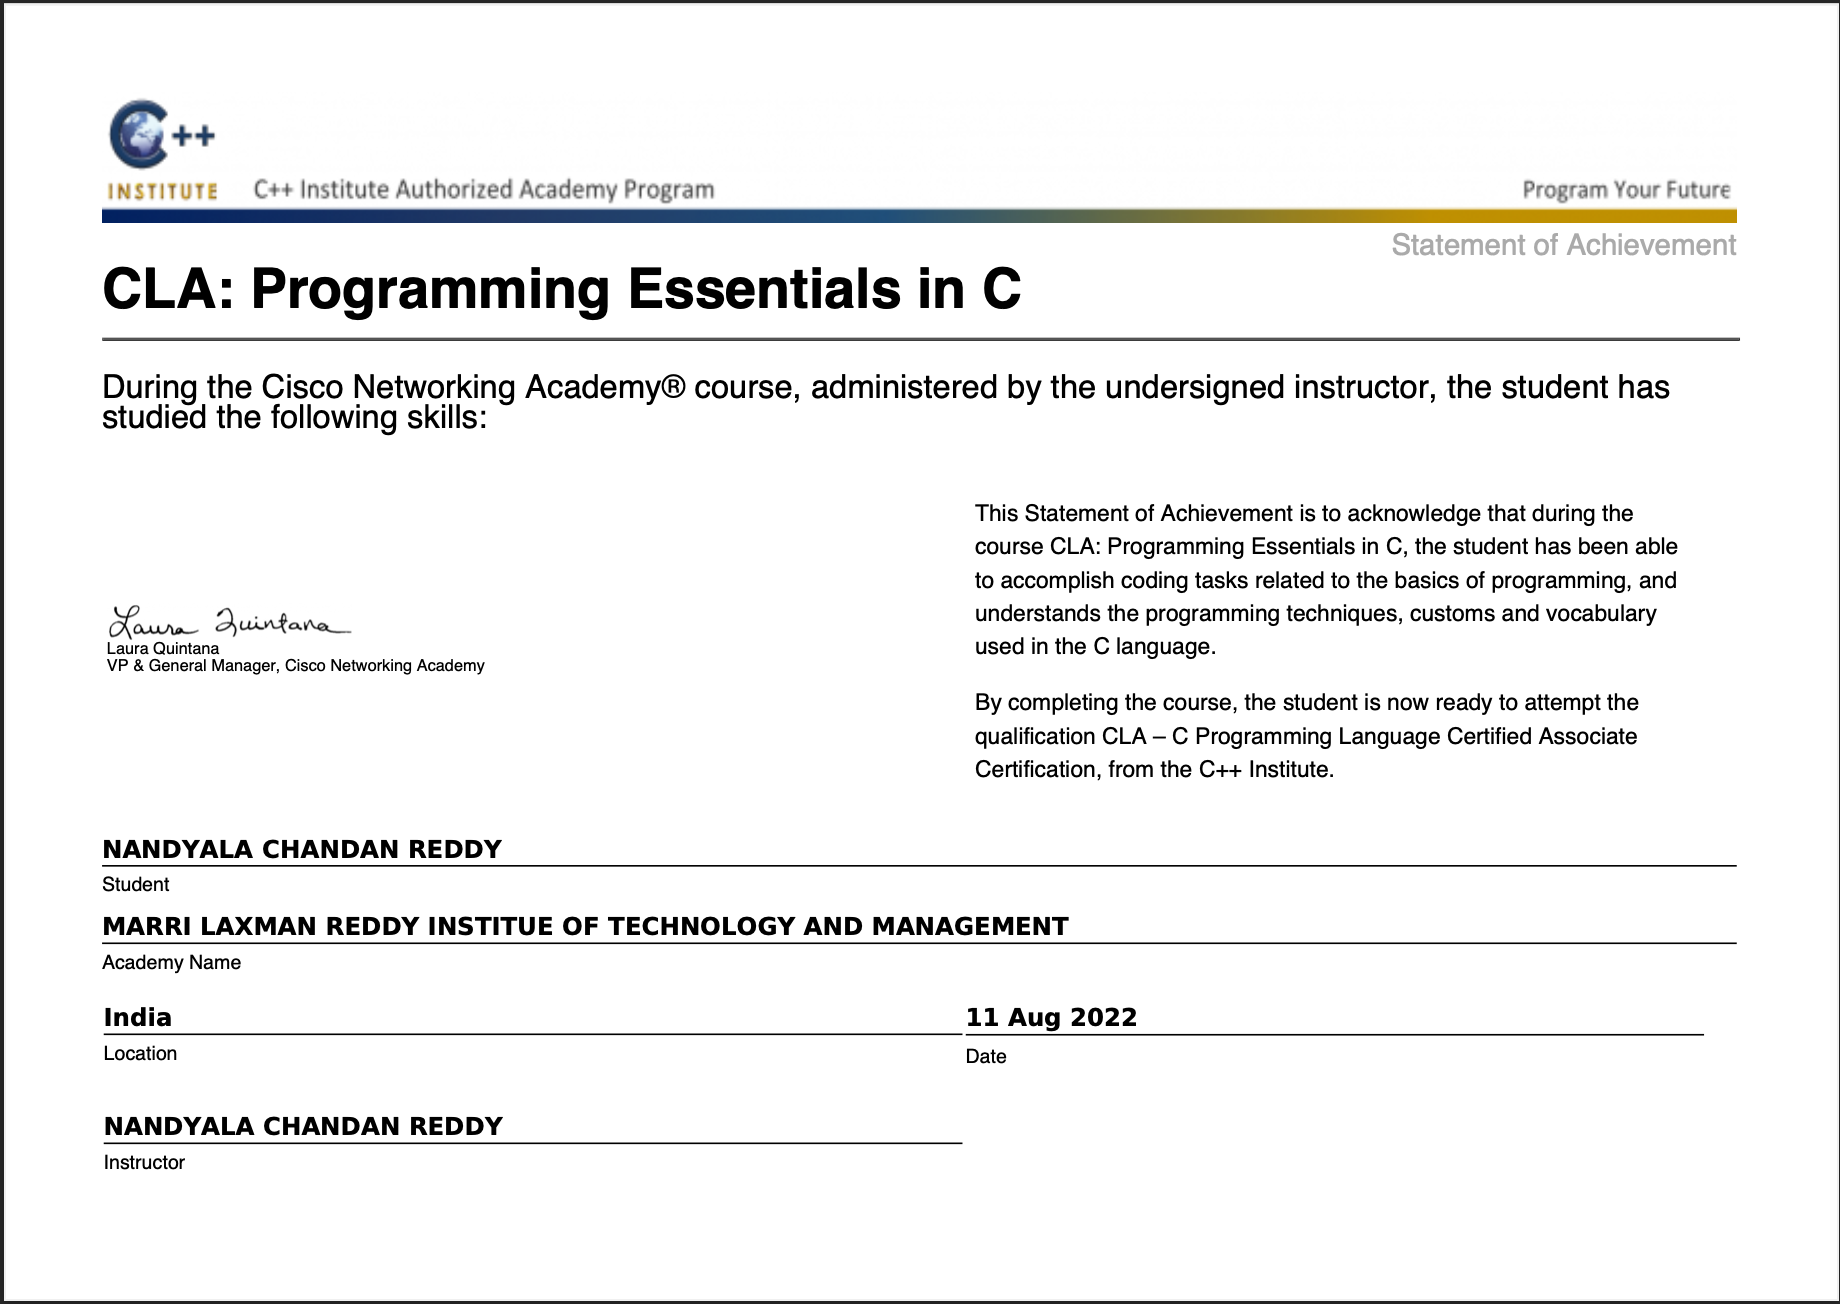 C++
INSTITUTE
C++ Institute Authorized Academy Program
Program Your Future
Statement of Achievement
CLA: Programming Essentials in C
During the Cisco Networking Academy® course, administered by the undersigned instructor, the student has
studied the following skills:
Laura Quintana
Laura Quintana
VP & General Manager, Cisco Networking Academy
This Statement of Achievement is to acknowledge that during the
course CLA: Programming Essentials in C, the student has been able
to accomplish coding tasks related to the basics of programming, and
understands the programming techniques, customs and vocabulary
used in the C language.
By completing the course, the student is now ready to attempt the
qualification CLA – C Programming Language Certified Associate
Certification, from the C++ Institute.
NANDYALA CHANDAN REDDY
Student
MARRI LAXMAN REDDY INSTITUE OF TECHNOLOGY AND MANAGEMENT
Academy Name
India
Location
11 Aug 2022
Date
NANDYALA CHANDAN REDDY
Instructor